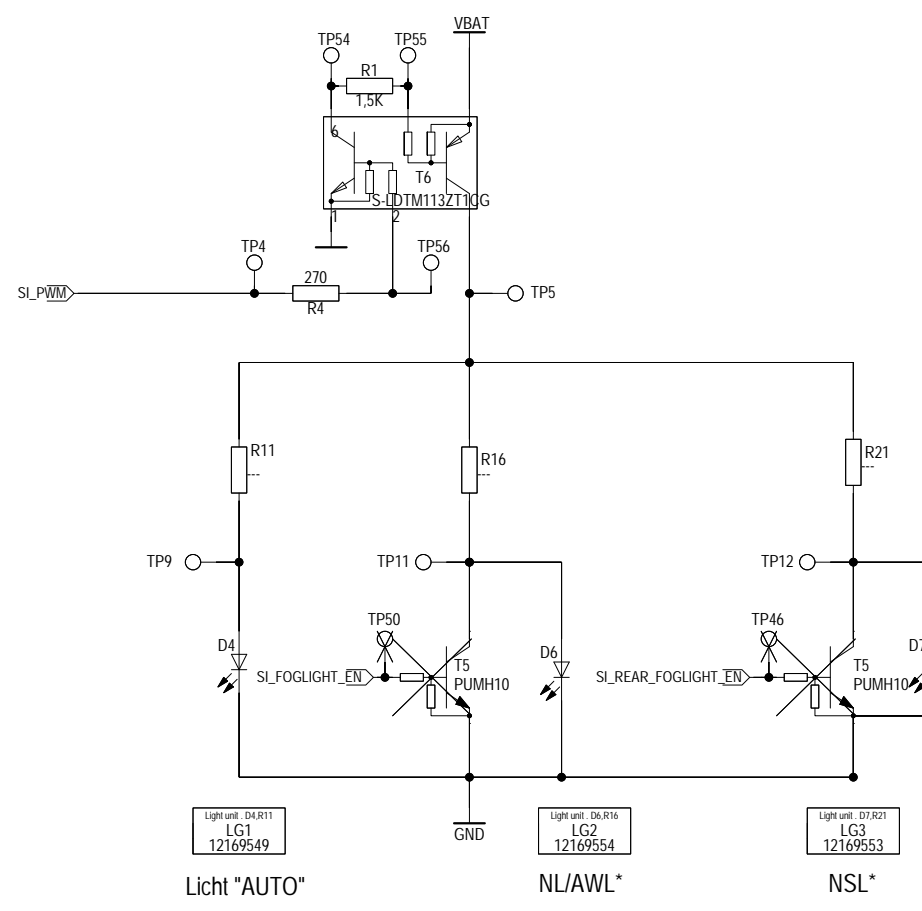 VBAT
TP54
TP55
R1
1,5K
6
T6
S-LDTM113ZT1CG
1
2
TP4
TP56
270
R4
SI_PWM
TP5
R11
---
R16
---
R21
---
TP9
TP11
TP12
TP50
TP46
D4
SI_FOGLIGHT_EN
T5
PUMH10
D6
SI_REAR_FOGLIGHT_EN
T5
PUMH10
D7
Light unit . D4,R11
LG1
12169549
GND
Light unit . D6,R16
LG2
12169554
Light unit . D7,R21
LG3
12169553
Licht "AUTO"
NL/AWL*
NSL*